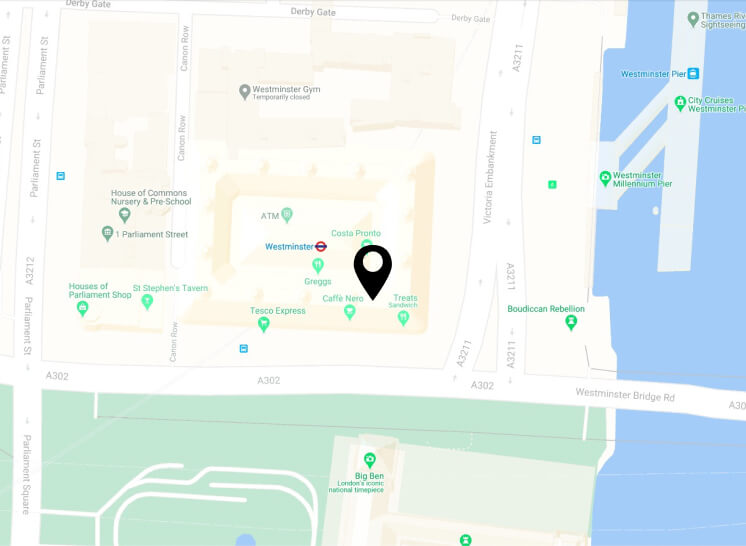 Derby Gate
Derby Gate
Derby Gate
Thames Riv
Sightseeing
Parliament St
Parliament St
Canon Row
A3211
Westminster Pier
Westminster Gym
Temporarily closed
City Cruises
Westminster Pi
Parliament St
Canon Row
Victoria Embankment
Westminster
Millennium Pier
House of Commons
Nursery & Pre-School
ATM
1 Parliament Street
Costa Pronto
Westminster
A3212
A3211
Greggs
Houses of
Parliament Shop
St Stephen's Tavern
Caffè Nero
Treats
Sandwich
Tesco Express
Boudiccan Rebellion
Parliament St
Canon Row
A3211
A3211
A302
A302
A302
Westminster Bridge Rd
A30
Parliament Square
Big Ben
London's iconic
national timepiece